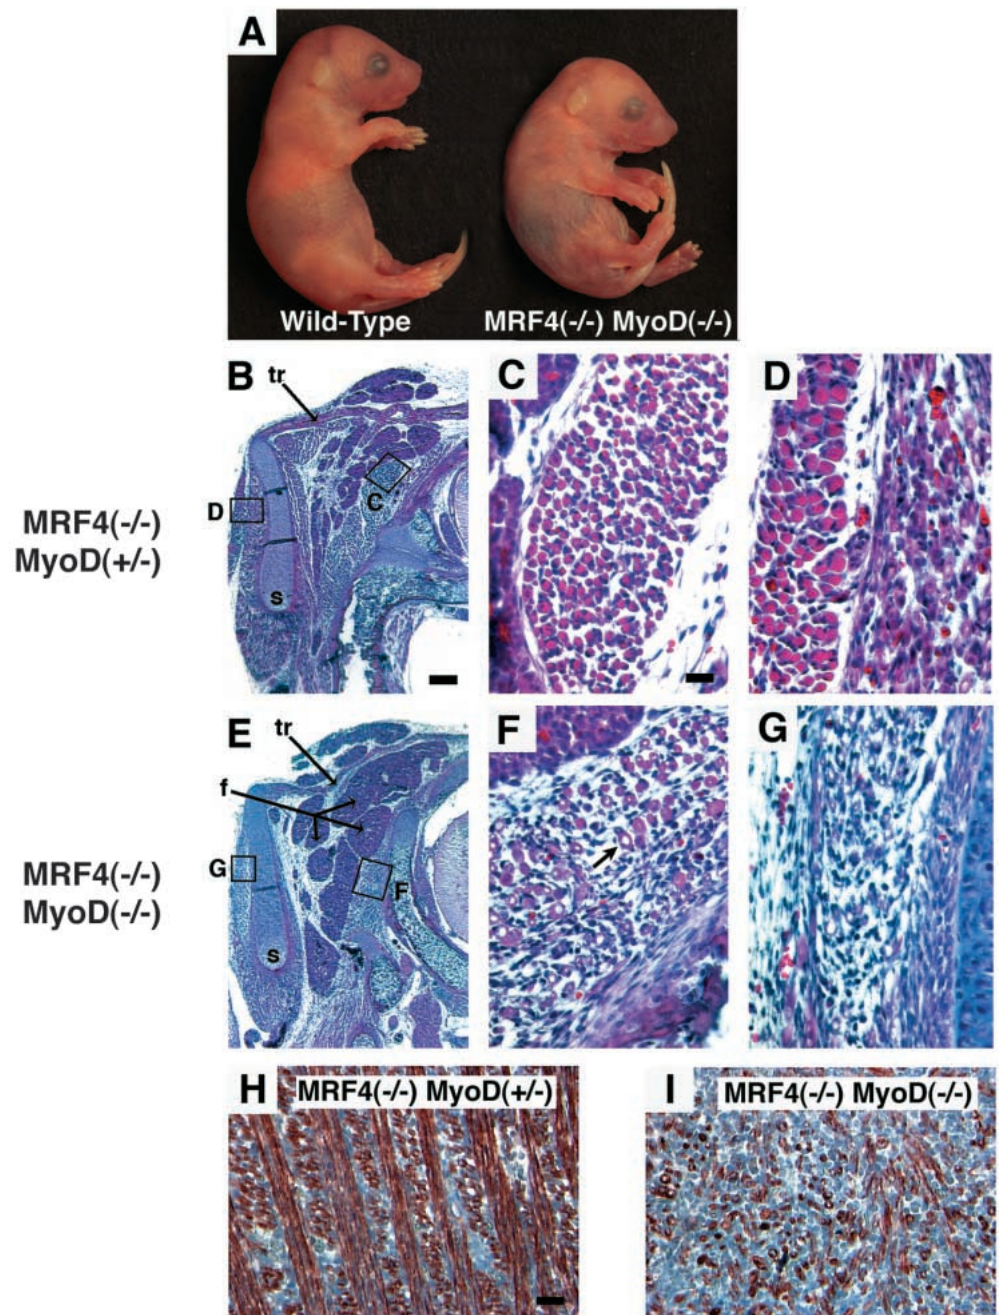 A
Wild-Type MRF4(-/-) MyoD(-/-)
B tr C D
MRF4(-/-)
MyoD(+/-)
D C
s
E tr F G
f
MRF4(-/-)
MyoD(-/-)
G F
s
H MRF4(-/-) MyoD(+/-) I MRF4(-/-) MyoD(-/-)